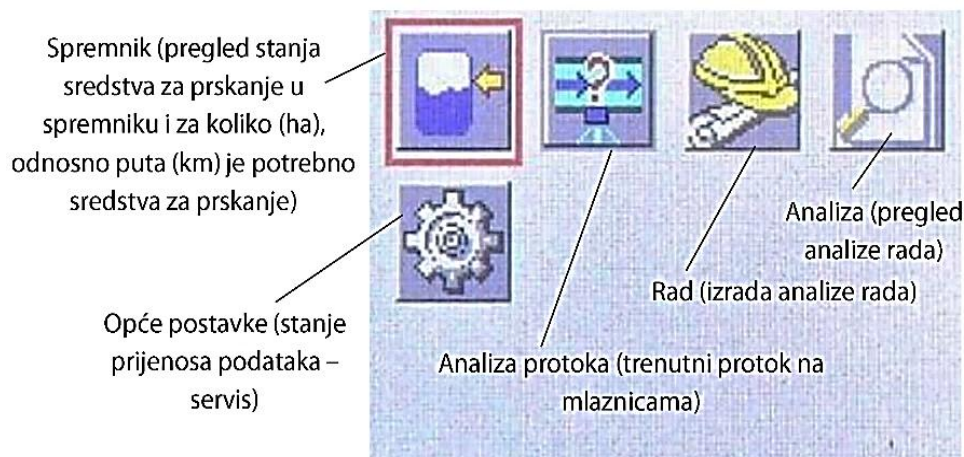 Spremnik (pregled stanja
sredstva za prskanje u
spremniku i za koliko (ha),
odnosno puta (km) je potrebno
sredstva za prskanje)
Analiza (pregled
analize rada)
Rad (izrada analize rada)
Opće postavke (stanje
prijenosa podataka –
servis)
Analiza protoka (trenutni protok na
mlaznicama)